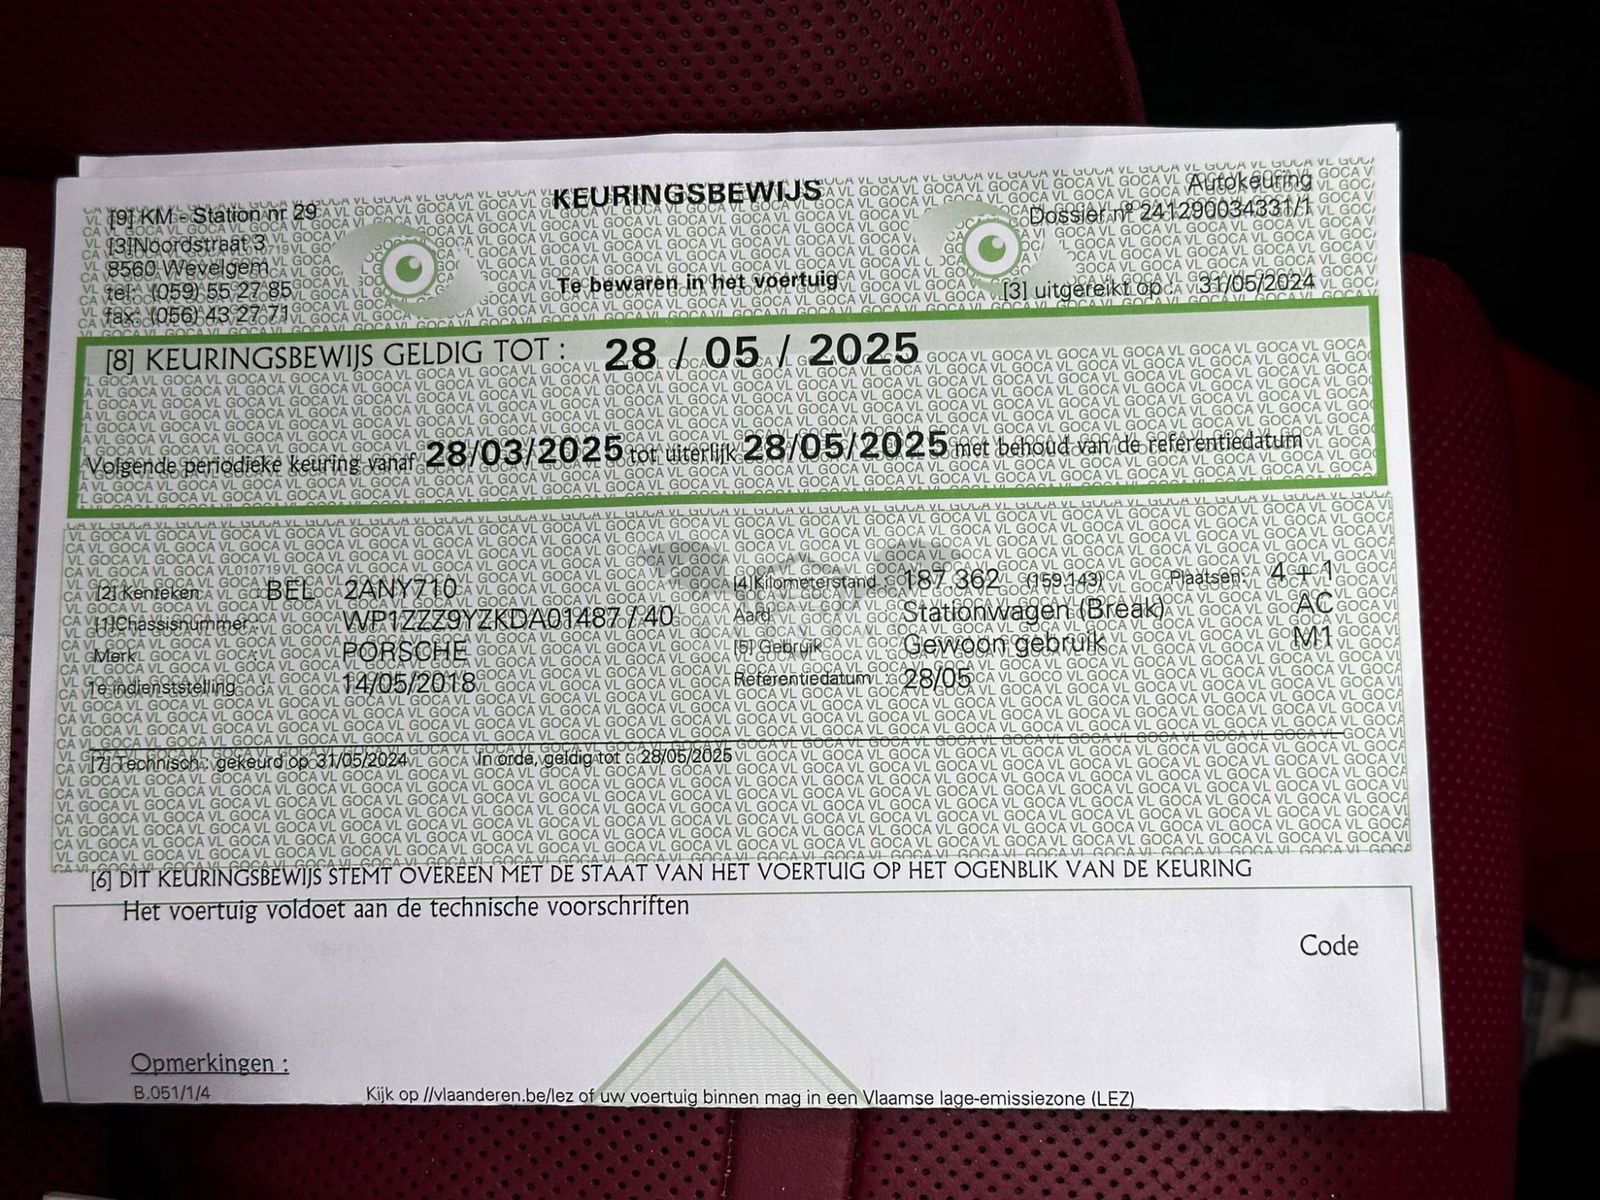 KEURINGSBEWIJS
Autokeuring
[9] KM - Station nr 29
Dossier nº 241290034331/1
[3]Noordstraat 3
8560 Wevelgem
Te bewaren in het voertuig
tel: (059) 55 27 85
[3] uitgereikt op : 31/05/2024
fax: (056) 43 27 71
[8] KEURINGSBEWIJS GELDIG TOT : 28 / 05 / 2025
Volgende periodieke keuring vanaf 28/03/2025 tot uiterlijk 28/05/2025 met behoud van de referentiedatum
[2] Kenteken : BEL 2ANY710
[4] Kilometerstand : 187 362 (159 143) Plaatsen: 4 + 1
[1] Chassisnummer : WP1ZZZ9YZKDA01487 / 40
Aard Stationwagen (Break) AC
Merk : PORSCHE
[5] Gebruik Gewoon gebruik M1
1e indienststelling : 14/05/2018
Referentiedatum : 28/05
[7] Technisch : gekeurd op 31/05/2024 In orde, geldig tot : 28/05/2025
[6] DIT KEURINGSBEWIJS STEMT OVEREEN MET DE STAAT VAN HET VOERTUIG OP HET OGENBLIK VAN DE KEURING
Het voertuig voldoet aan de technische voorschriften
Code
Opmerkingen :
B.051/1/4 Kijk op //vlaanderen.be/lez of uw voertuig binnen mag in een Vlaamse lage-emissiezone (LEZ)